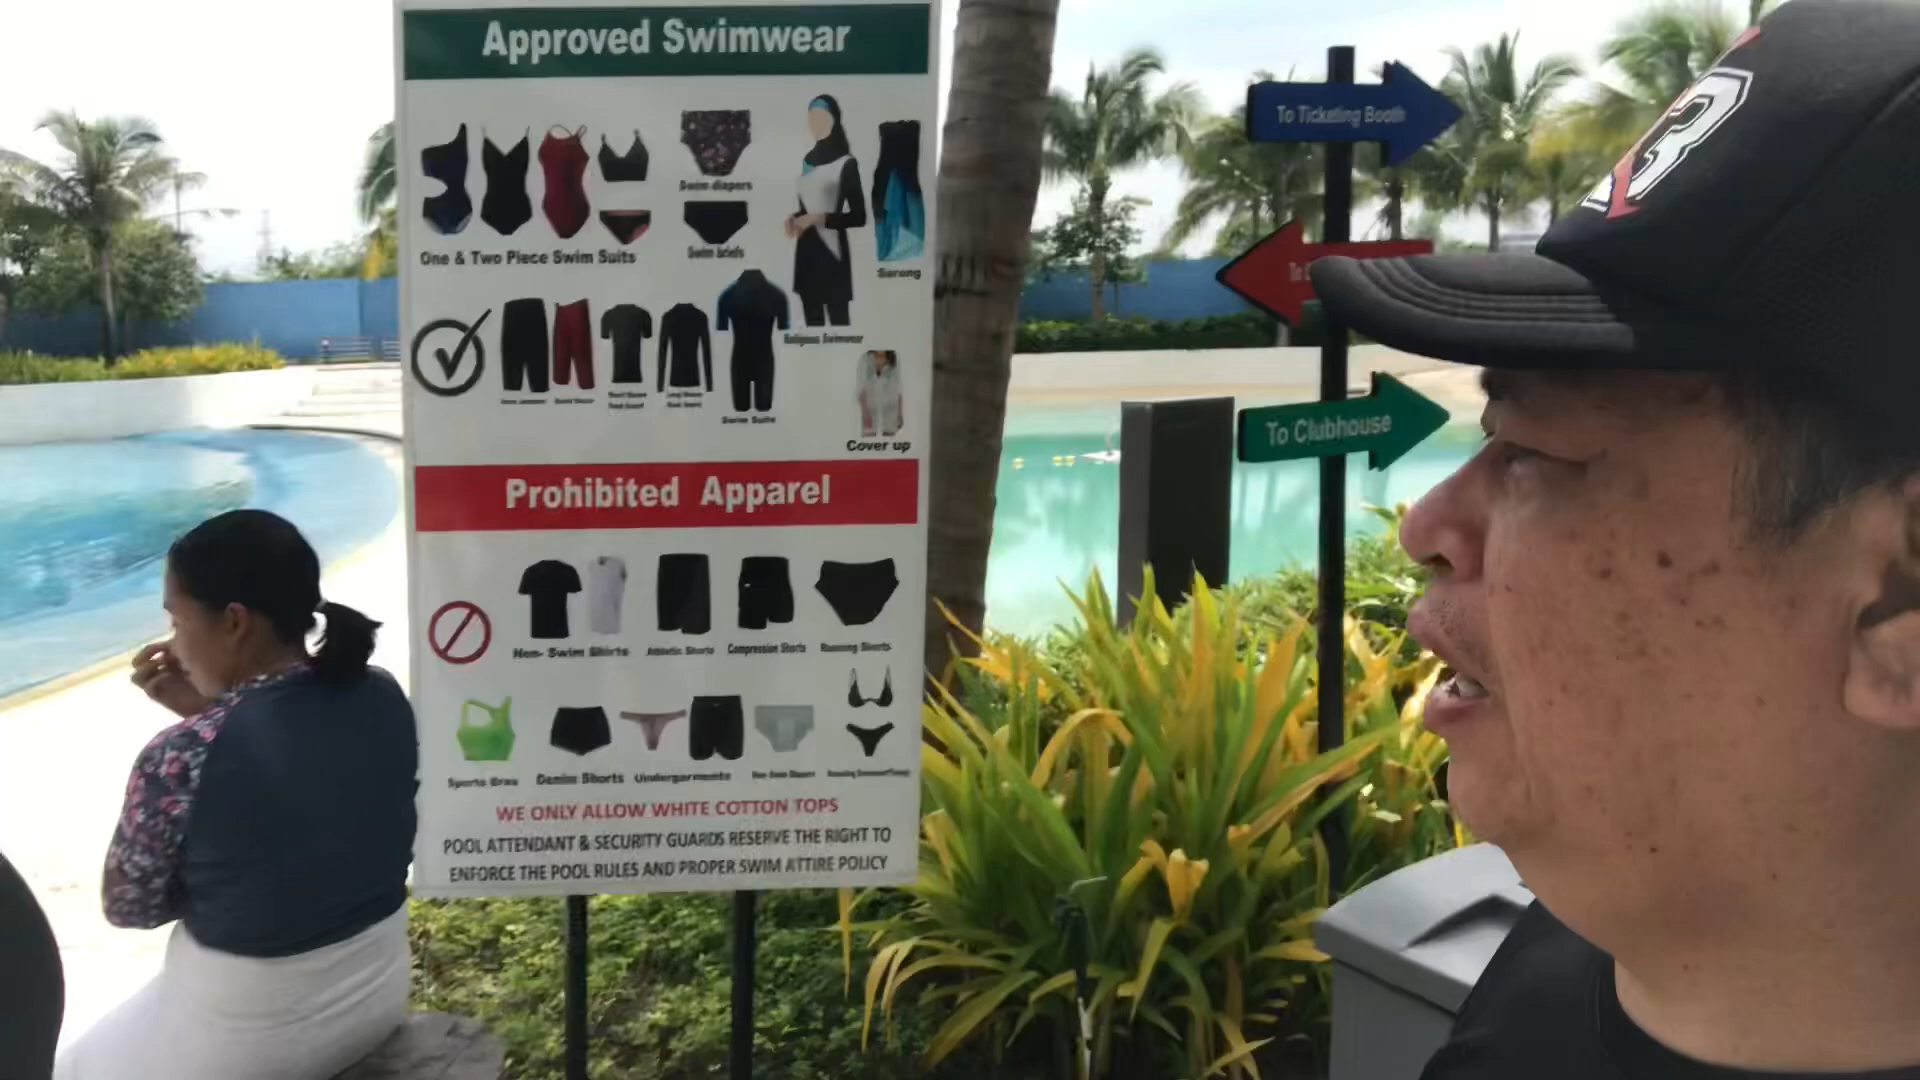 Approved Swimwear
One & Two Piece Swim Suits
Swim diapers
Swim briefs
Religious Swimwear
Sarong
Swim Suits
Cover up
Prohibited Apparel
Non- Swim Shirts
Athletic Shorts
Compression Shorts
Running Shorts
Sports Bras
Denim Shorts
Undergarments
WE ONLY ALLOW WHITE COTTON TOPS
POOL ATTENDANT & SECURITY GUARDS RESERVE THE RIGHT TO
ENFORCE THE POOL RULES AND PROPER SWIM ATTIRE POLICY
To Ticketing Booth
To
To Clubhouse
3